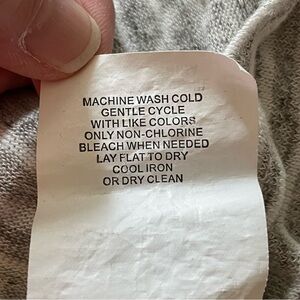 MACHINE WASH COLD
GENTLE CYCLE
WITH LIKE COLORS
ONLY NON-CHLORINE
BLEACH WHEN NEEDED
LAY FLAT TO DRY
COOL IRON
OR DRY CLEAN